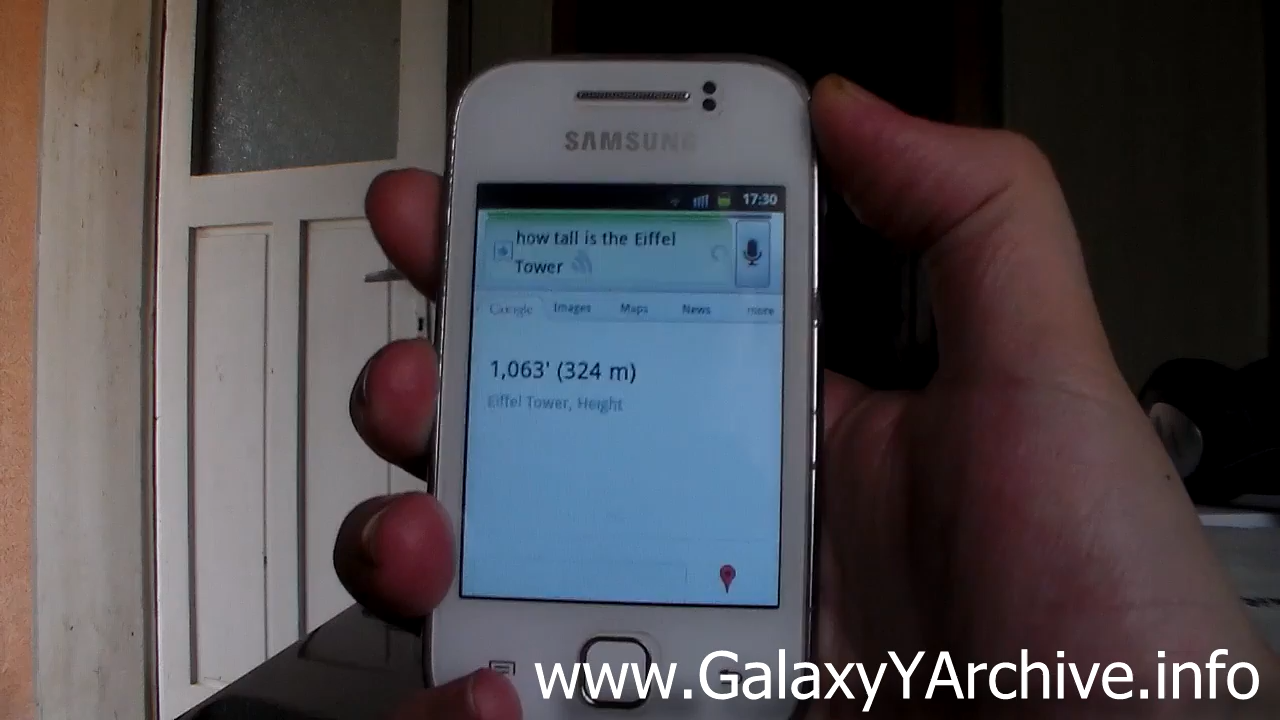 SAMSUNG
17:30
how tall is the Eiffel
Tower
Google Images Maps News more
1,063' (324 m)
Eiffel Tower, Height
www.GalaxyYArchive.info